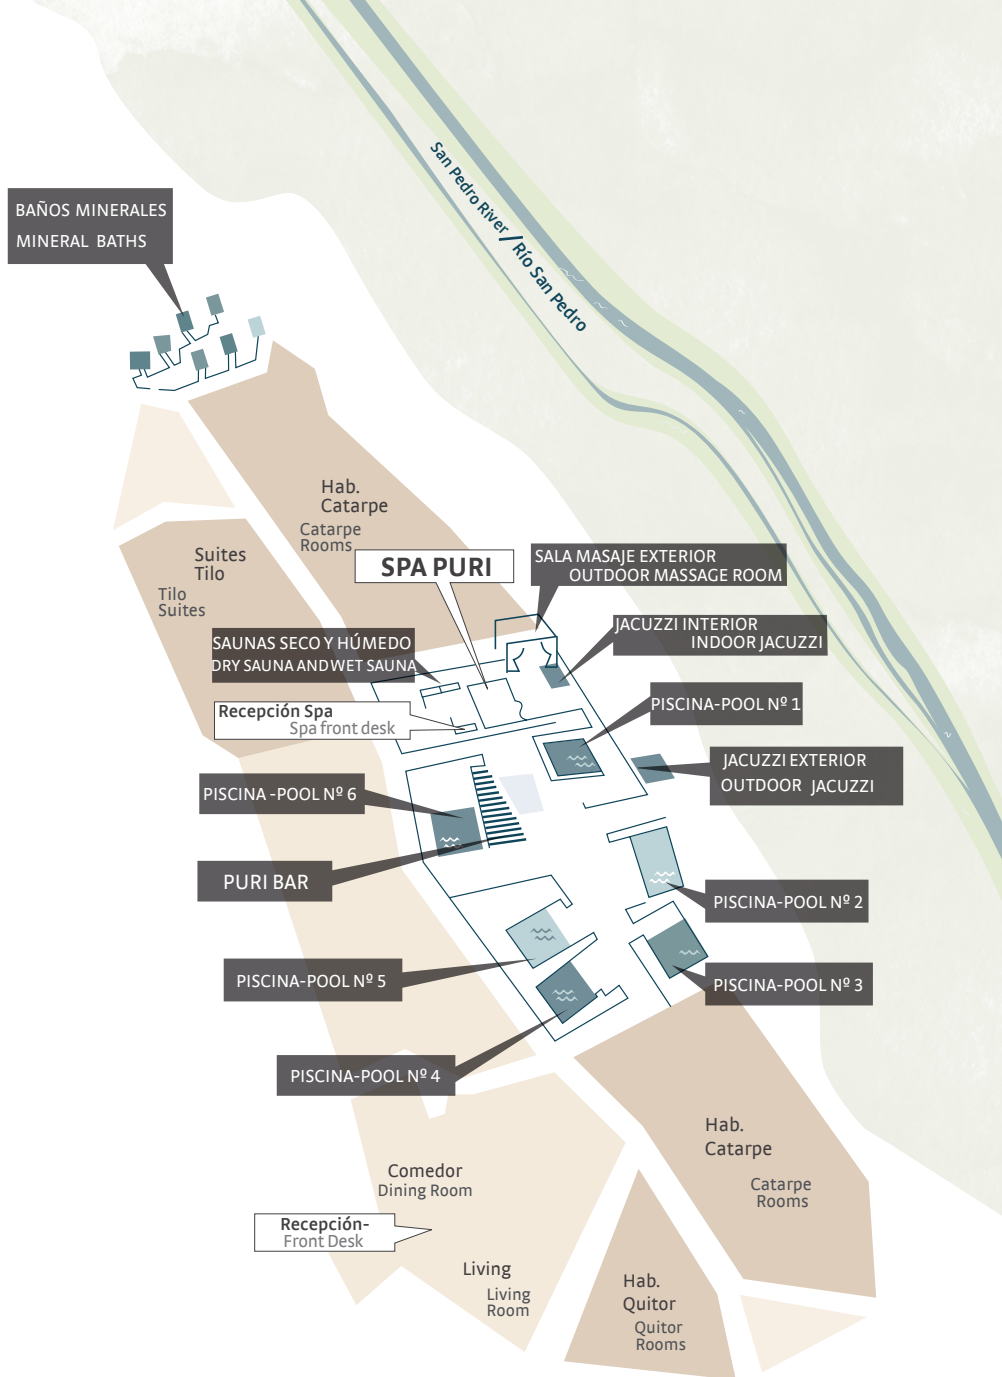 San Pedro River / Río San Pedro
BAÑOS MINERALES
MINERAL BATHS
Hab.
Catarpe
Catarpe
Rooms
Suites
Tilo
Tilo
Suites
SPA PURI
SALA MASAJE EXTERIOR
OUTDOOR MASSAGE ROOM
JACUZZI INTERIOR
INDOOR JACUZZI
SAUNAS SECO Y HÚMEDO
DRY SAUNA AND WET SAUNA
Recepción Spa
Spa front desk
PISCINA-POOL Nº 1
JACUZZI EXTERIOR
OUTDOOR JACUZZI
PISCINA -POOL Nº 6
PURI BAR
PISCINA-POOL Nº 2
PISCINA-POOL Nº 5
PISCINA-POOL Nº 3
PISCINA-POOL Nº 4
Hab.
Catarpe
Catarpe
Rooms
Comedor
Dining Room
Recepción-
Front Desk
Living
Living
Room
Hab.
Quitor
Quitor
Rooms